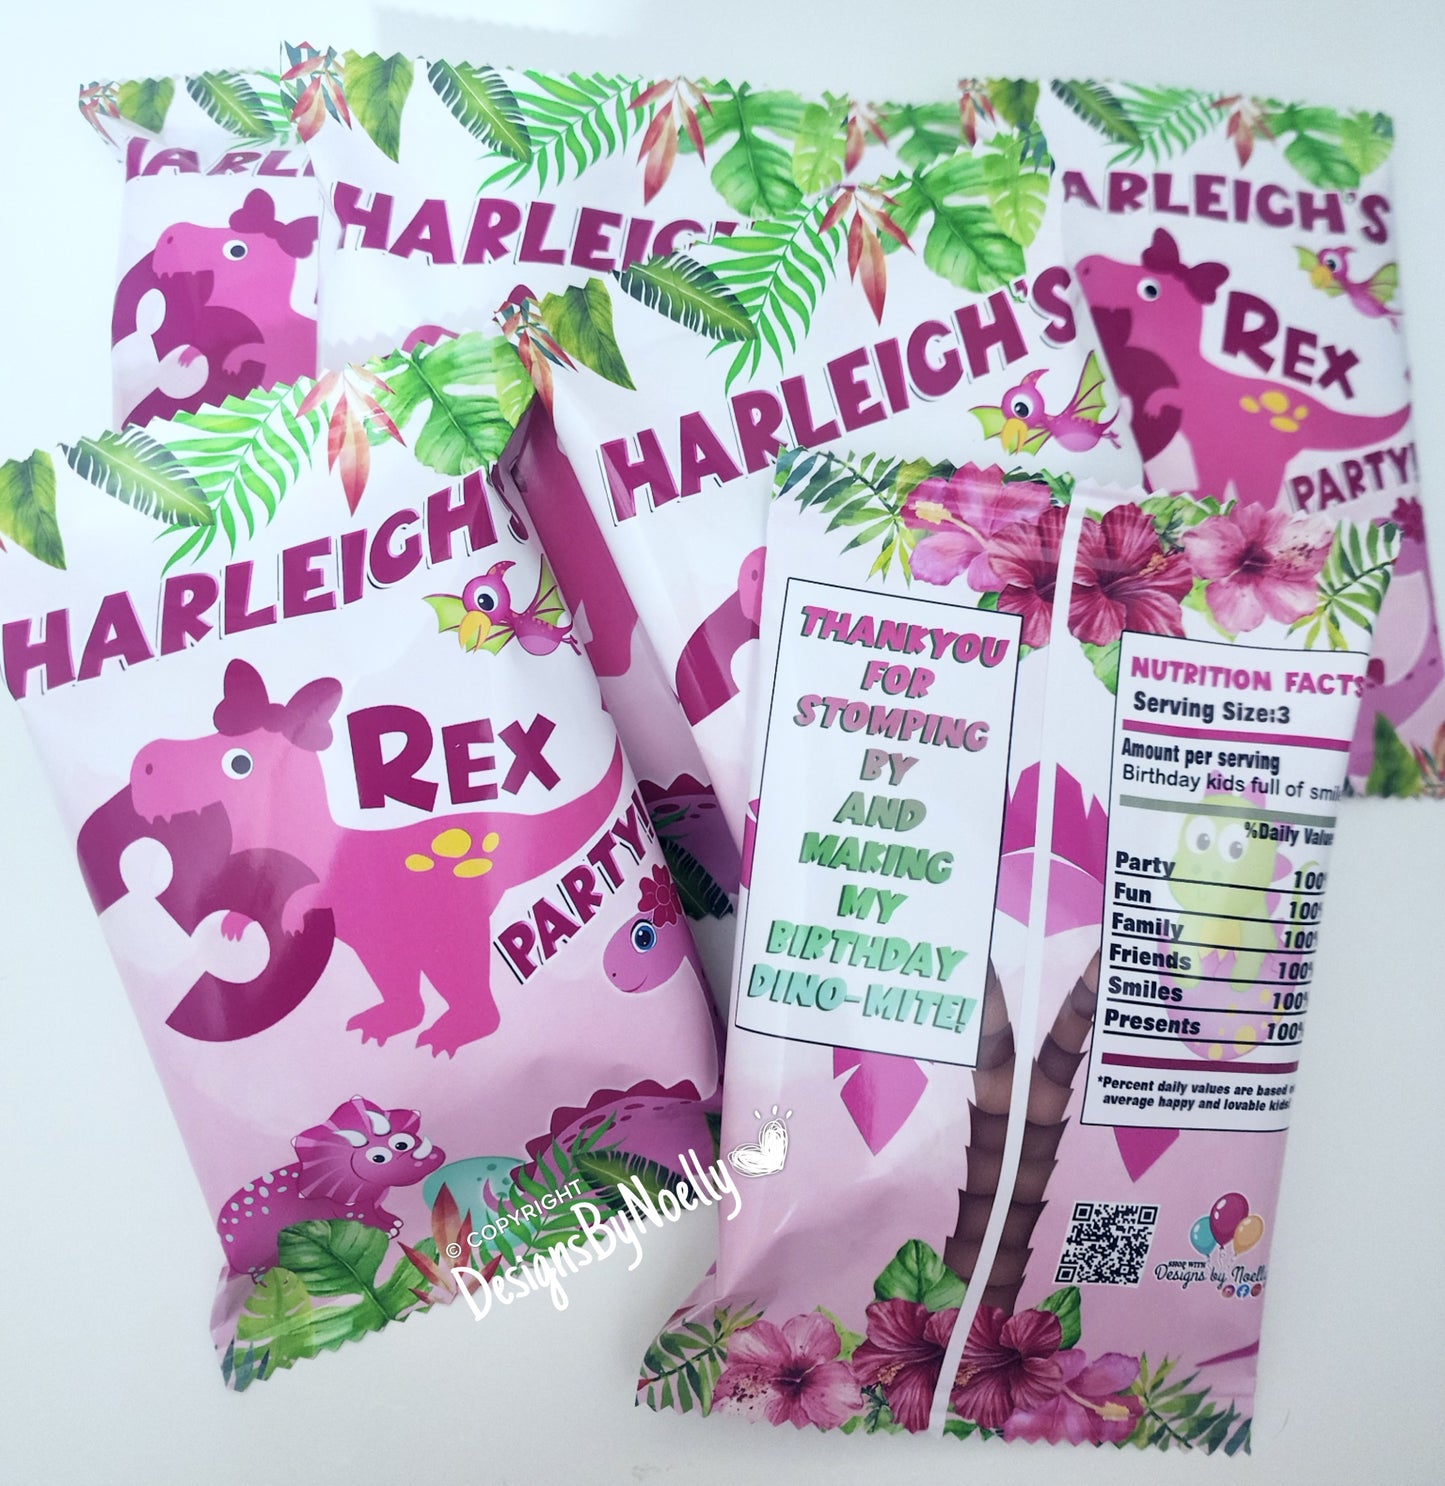 HARLEIGH'S
HARLEIGH'S
REX
PARTY!
HARLEIGH'S
HARLEIGH'S
REX
PARTY!
THANKYOU
FOR
STOMPING
BY
AND
MAKING
MY
BIRTHDAY
DINO-MITE!
NUTRITION FACTS
Serving Size:3
Amount per serving
Birthday kids full of
%Daily Value
Party 100%
Fun 100%
Family 100%
Friends 100%
Smiles 100%
Presents 100%
*Percent daily values are based
average happy and lovable kids
SHOP WITH
Designs by Noelly
© COPYRIGHT
DesignsByNoelly